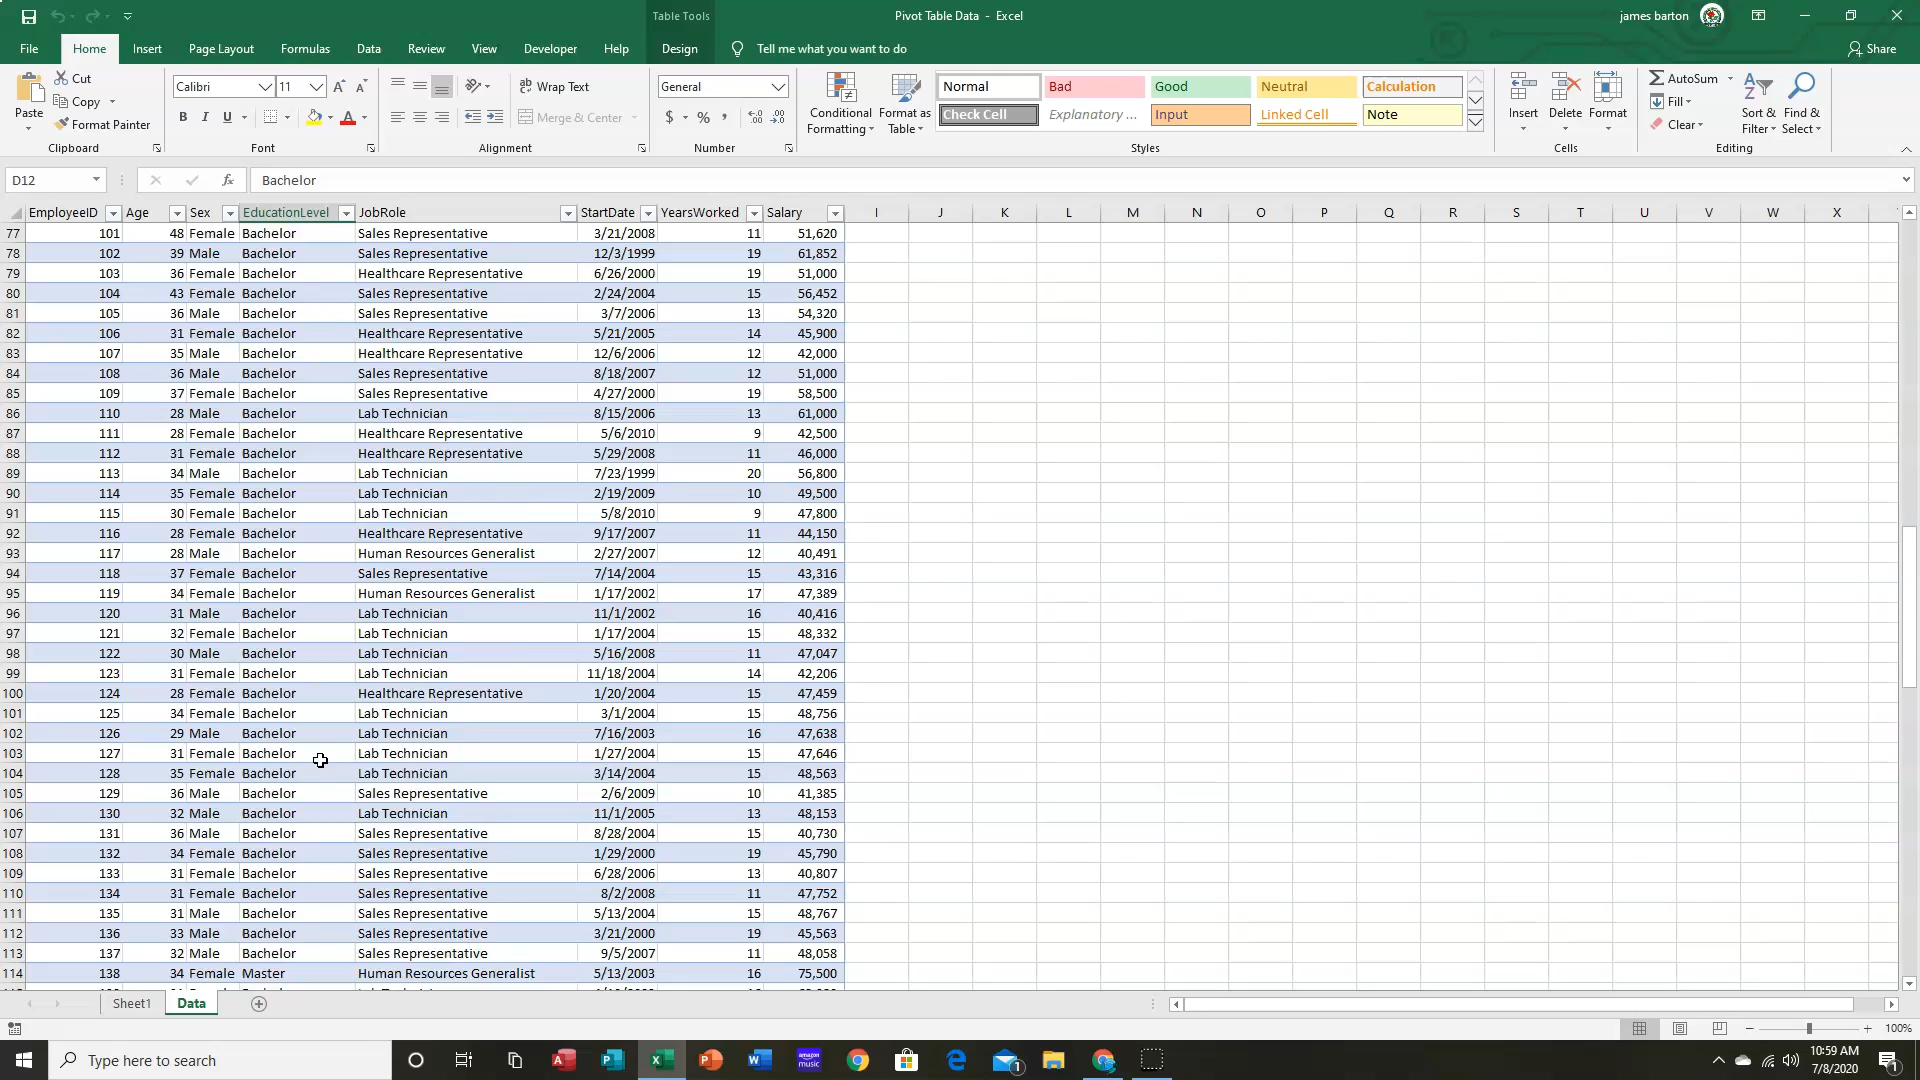 Table Tools
Pivot Table Data - Excel
james barton
File Home Insert Page Layout Formulas Data Review View Developer Help Design Tell me what you want to do Share
Paste Cut Calibri 11 Wrap Text General Conditional Formatting Format as Table Normal Bad Good Neutral Calculation Insert Delete Format AutoSum Sort & Filter Find & Select
Copy Fill
Format Painter B I U A Merge & Center $ % , Check Cell Explanatory ... Input Linked Cell Note Clear
Clipboard Font Alignment Number Styles Cells Editing
D12 fx Bachelor
EmployeeID Age Sex EducationLevel JobRole StartDate YearsWorked Salary I J K L M N O P Q R S T U V W X
77 101 48 Female Bachelor Sales Representative 3/21/2008 11 51,620
78 102 39 Male Bachelor Sales Representative 12/3/1999 19 61,852
79 103 36 Female Bachelor Healthcare Representative 6/26/2000 19 51,000
80 104 43 Female Bachelor Sales Representative 2/24/2004 15 56,452
81 105 36 Male Bachelor Sales Representative 3/7/2006 13 54,320
82 106 31 Female Bachelor Healthcare Representative 5/21/2005 14 45,900
83 107 35 Male Bachelor Healthcare Representative 12/6/2006 12 42,000
84 108 36 Male Bachelor Sales Representative 8/18/2007 12 51,000
85 109 37 Female Bachelor Sales Representative 4/27/2000 19 58,500
86 110 28 Male Bachelor Lab Technician 8/15/2006 13 61,000
87 111 28 Female Bachelor Healthcare Representative 5/6/2010 9 42,500
88 112 31 Female Bachelor Healthcare Representative 5/29/2008 11 46,000
89 113 34 Male Bachelor Lab Technician 7/23/1999 20 56,800
90 114 35 Female Bachelor Lab Technician 2/19/2009 10 49,500
91 115 30 Female Bachelor Lab Technician 5/8/2010 9 47,800
92 116 28 Female Bachelor Healthcare Representative 9/17/2007 11 44,150
93 117 28 Male Bachelor Human Resources Generalist 2/27/2007 12 40,491
94 118 37 Female Bachelor Sales Representative 7/14/2004 15 43,316
95 119 34 Female Bachelor Human Resources Generalist 1/17/2002 17 47,389
96 120 31 Male Bachelor Lab Technician 11/1/2002 16 40,416
97 121 32 Female Bachelor Lab Technician 1/17/2004 15 48,332
98 122 30 Male Bachelor Lab Technician 5/16/2008 11 47,047
99 123 31 Female Bachelor Lab Technician 11/18/2004 14 42,206
100 124 28 Female Bachelor Healthcare Representative 1/20/2004 15 47,459
101 125 34 Female Bachelor Lab Technician 3/1/2004 15 48,756
102 126 29 Male Bachelor Lab Technician 7/16/2003 16 47,638
103 127 31 Female Bachelor Lab Technician 1/27/2004 15 47,646
104 128 35 Female Bachelor Lab Technician 3/14/2004 15 48,563
105 129 36 Male Bachelor Sales Representative 2/6/2009 10 41,385
106 130 32 Male Bachelor Lab Technician 11/1/2005 13 48,153
107 131 36 Male Bachelor Sales Representative 8/28/2004 15 40,730
108 132 34 Female Bachelor Sales Representative 1/29/2000 19 45,790
109 133 31 Female Bachelor Sales Representative 6/28/2006 13 40,807
110 134 31 Female Bachelor Sales Representative 8/2/2008 11 47,752
111 135 31 Male Bachelor Sales Representative 5/13/2004 15 48,767
112 136 33 Male Bachelor Sales Representative 3/21/2000 19 45,563
113 137 32 Male Bachelor Sales Representative 9/5/2007 11 48,058
114 138 34 Female Master Human Resources Generalist 5/13/2003 16 75,500
Sheet1 Data
100%
Type here to search
amazon music
1
10:59 AM
7/8/2020
1